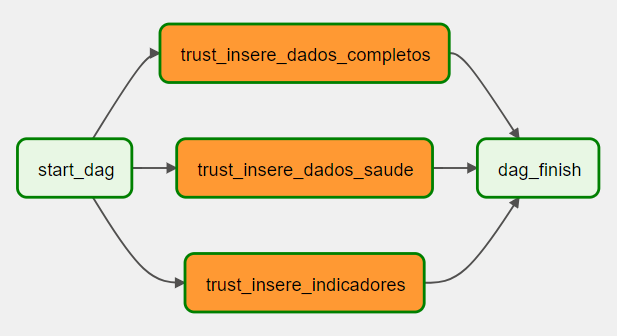 trust_insere_dados_completos
start_dag
trust_insere_dados_saude
dag_finish
trust_insere_indicadores